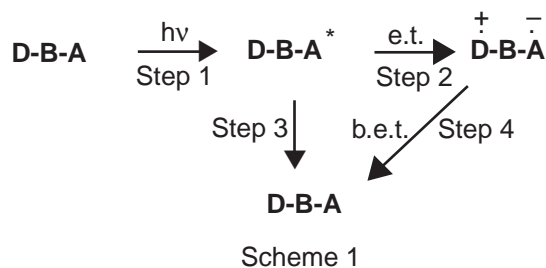 D-B-A hν Step 1 D-B-A* e.t. Step 2 D-B-A + . − .
Step 3 b.e.t. Step 4
D-B-A
Scheme 1